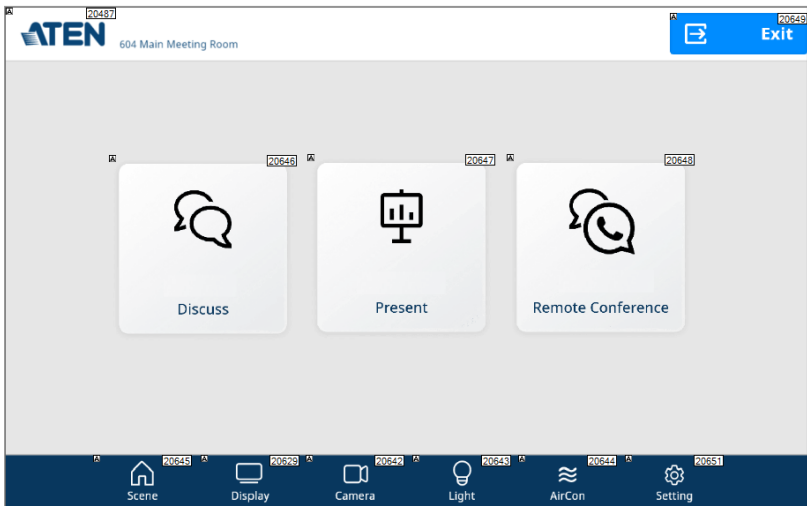 20487
ATEN
604 Main Meeting Room
20649
Exit
20646
20647
20648
Discuss
Present
Remote Conference
20645
20629
20642
20643
20644
20651
Scene
Display
Camera
Light
AirCon
Setting